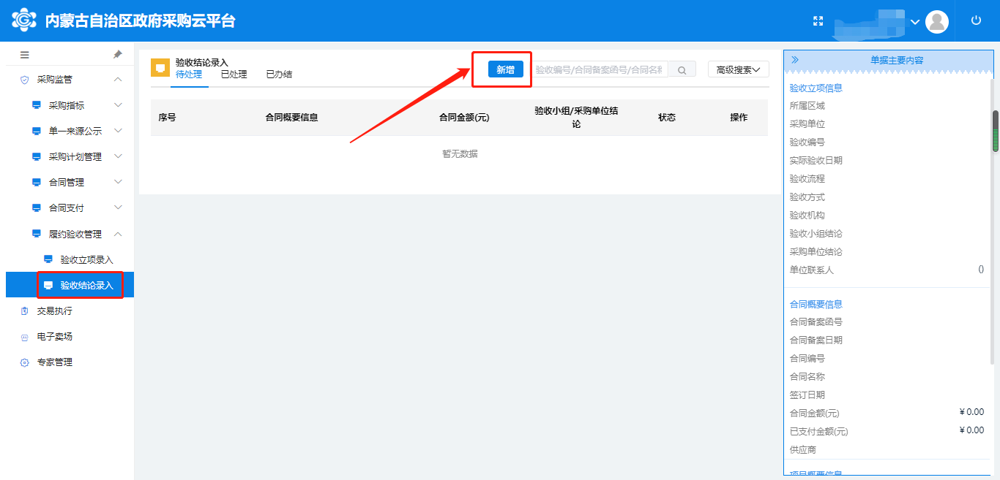 内蒙古自治区政府采购云平台
采购监管
采购指标
单一来源公示
采购计划管理
合同管理
合同支付
履约验收管理
验收立项录入
验收结论录入
交易执行
电子卖场
专家管理
验收结论录入
待处理 已处理 已办结
新增
验收编号/合同备案函号/合同名称
高级搜索
序号 合同概要信息 合同金额(元) 验收小组/采购单位结论 状态 操作
暂无数据
单据主要内容
验收立项信息
所属区域
采购单位
验收编号
实际验收日期
验收流程
验收方式
验收机构
验收小组结论
采购单位结论
单位联系人 ()
合同概要信息
合同备案函号
合同备案日期
合同编号
合同名称
签订日期
合同金额(元) ¥ 0.00
已支付金额(元) ¥ 0.00
供应商
项目概要信息